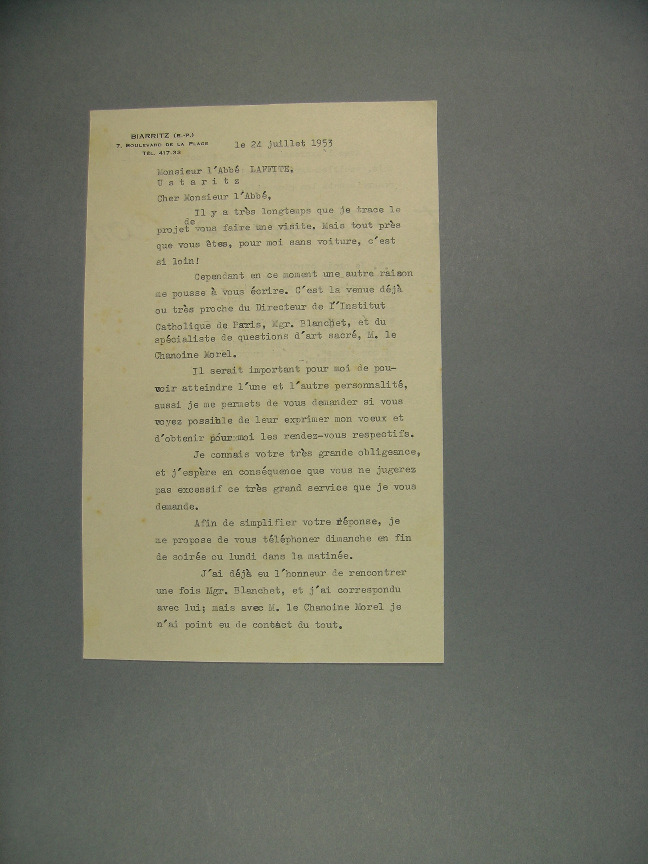 BIARRITZ (B.-P.)
7, BOULEVARD DE LA PLAGE
TÉL. 417.33
le 24 juillet 1953
Monsieur l'Abbé LAFFITE,
U s t a r i t z
Cher Monsieur l'Abbé,
Il y a très longtemps que je trace le
de
projet vous faire une visite. Mais tout près
que vous êtes, pour moi sans voiture, c'est
si loin!
Cependant en ce moment une autre raison
me pousse à vous écrire. C'est la venue déjà
ou très proche du Directeur de l'Institut
Catholique de Paris, Mgr. Blanchet, et du
spécialiste de questions d'art sacré, M. le
Chanoine Morel.
Il serait important pour moi de pou-
voir atteindre l'une et l'autre personnalité,
aussi je me permets de vous demander si vous
voyez possible de leur exprimer mon voeux et
d'obtenir pour moi les rendez-vous respectifs.
Je connais votre très grande obligeance,
et j'espère en conséquence que vous ne jugerez
pas excessif ce très grand service que je vous
demande.
Afin de simplifier votre réponse, je
me propose de vous téléphoner dimanche en fin
de soirée ou lundi dans la matinée.
J'ai déjà eu l'honneur de rencontrer
une fois Mgr. Blanchet, et j'ai correspondu
avec lui; mais avec M. le Chanoine Morel je
n'ai point eu de contact du tout.